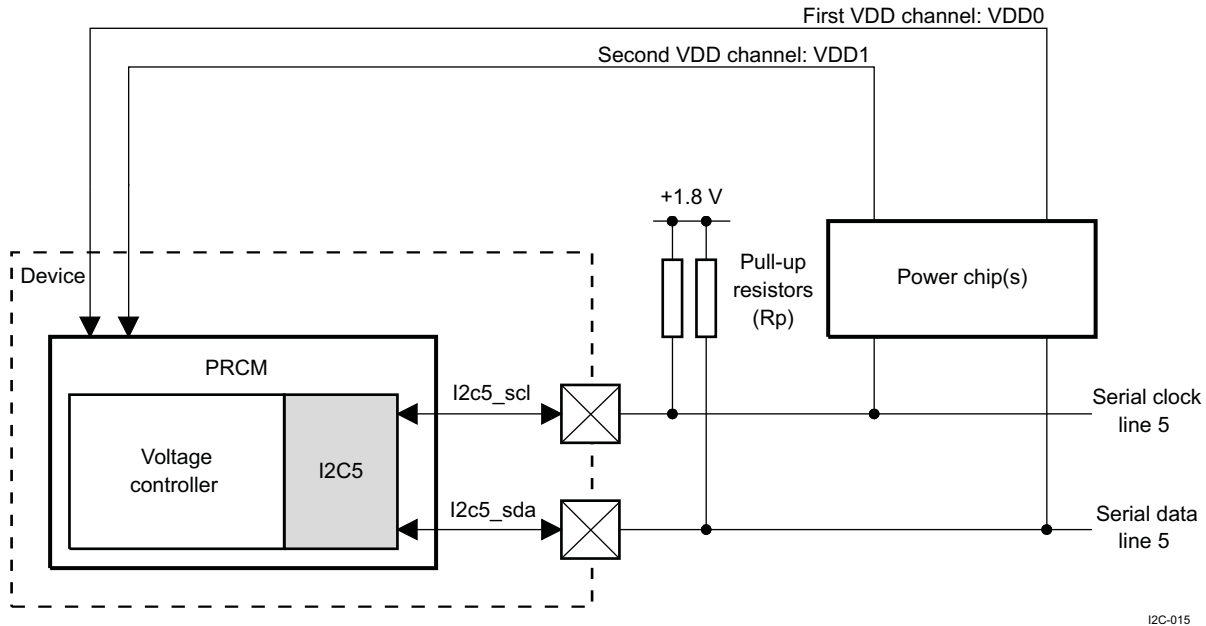 First VDD channel: VDD0
Second VDD channel: VDD1
+1.8 V
Device
Pull-up
resistors
(Rp)
Power chip(s)
PRCM
I2c5_scl
Serial clock
line 5
Voltage
controller
I2C5
I2c5_sda
Serial data
line 5
I2C-015